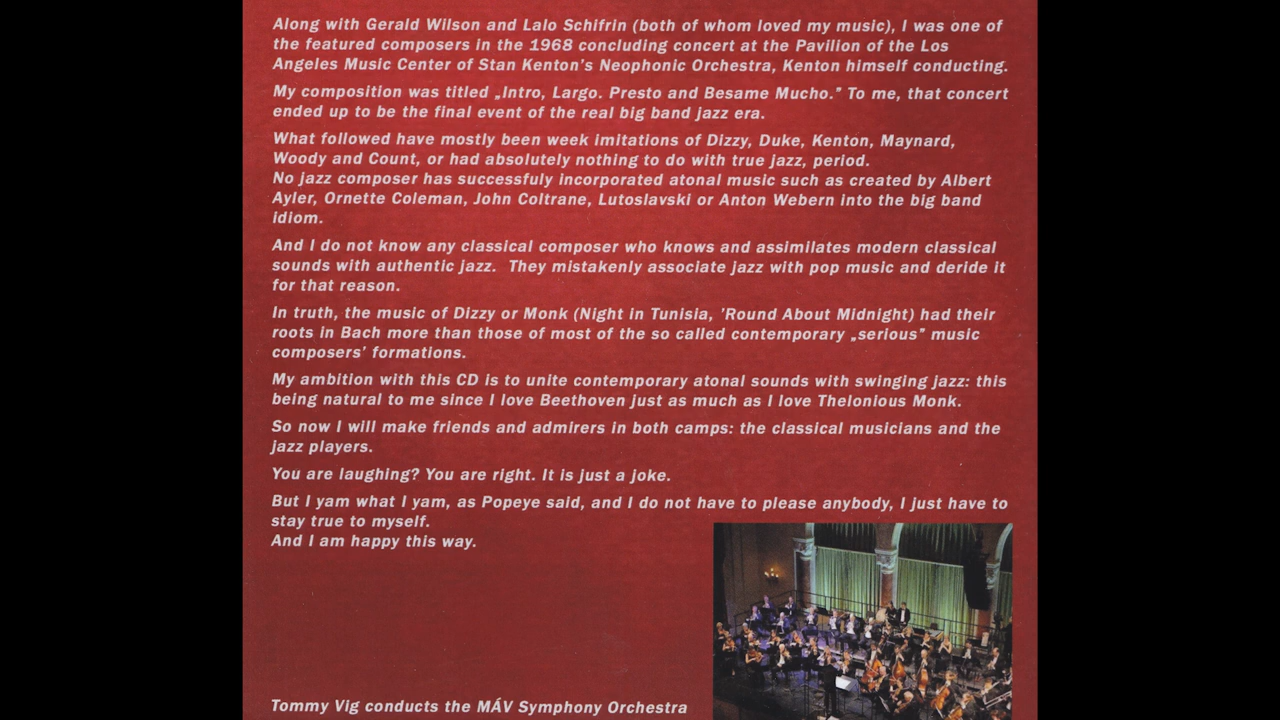 Along with Gerald Wilson and Lalo Schifrin (both of whom loved my music), I was one of
the featured composers in the 1968 concluding concert at the Pavilion of the Los
Angeles Music Center of Stan Kenton's Neophonic Orchestra, Kenton himself conducting.
My composition was titled „Intro, Largo. Presto and Besame Mucho.” To me, that concert
ended up to be the final event of the real big band jazz era.
What followed have mostly been week imitations of Dizzy, Duke, Kenton, Maynard,
Woody and Count, or had absolutely nothing to do with true jazz, period.
No jazz composer has successfuly incorporated atonal music such as created by Albert
Ayler, Ornette Coleman, John Coltrane, Lutoslavski or Anton Webern into the big band
idiom.
And I do not know any classical composer who knows and assimilates modern classical
sounds with authentic jazz.  They mistakenly associate jazz with pop music and deride it
for that reason.
In truth, the music of Dizzy or Monk (Night in Tunisia, ’Round About Midnight) had their
roots in Bach more than those of most of the so called contemporary „serious” music
composers’ formations.
My ambition with this CD is to unite contemporary atonal sounds with swinging jazz: this
being natural to me since I love Beethoven just as much as I love Thelonious Monk.
So now I will make friends and admirers in both camps: the classical musicians and the
jazz players.
You are laughing? You are right. It is just a joke.
But I yam what I yam, as Popeye said, and I do not have to please anybody, I just have to
stay true to myself.
And I am happy this way.
Tommy Vig conducts the MÁV Symphony Orchestra